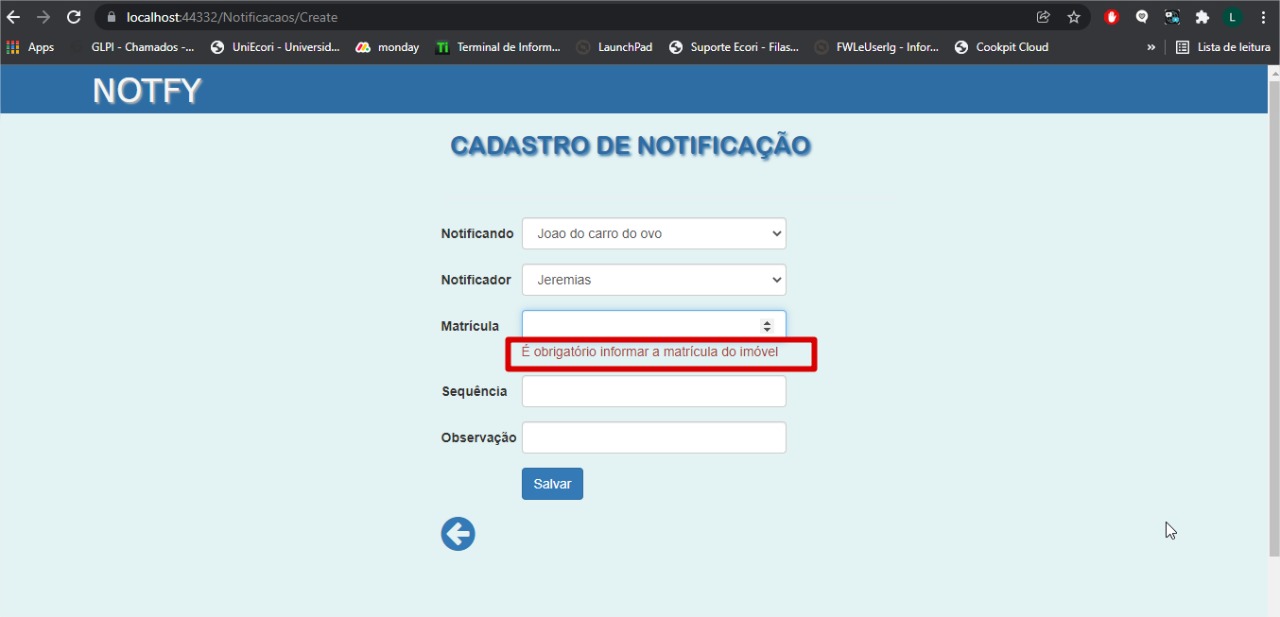 localhost:44332/Notificacaos/Create
L
Apps GLPI - Chamados -... UniEcori - Universid... monday Ti Terminal de Inform... LaunchPad Suporte Ecori - Filas... FWLeUserIg - Infor... Cookpit Cloud » Lista de leitura
NOTFY
CADASTRO DE NOTIFICAÇÃO
Notificando Joao do carro do ovo
Notificador Jeremias
Matrícula
É obrigatório informar a matrícula do imóvel
Sequência
Observação
Salvar